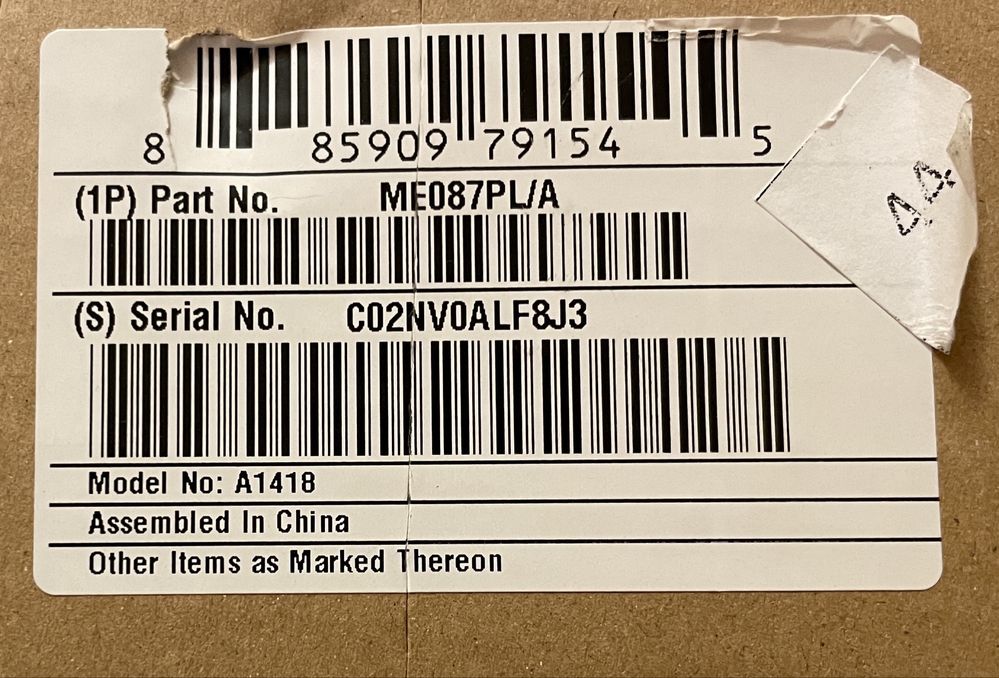 8 85909 79154 5
(1P) Part No. ME087PL/A
(S) Serial No. C02NV0ALF8J3
Model No: A1418
Assembled In China
Other Items as Marked Thereon
44